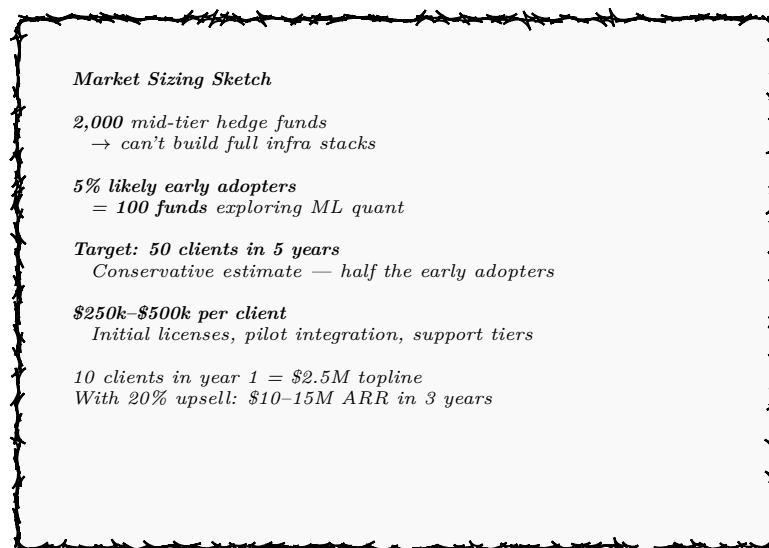 Market Sizing Sketch
2,000 mid-tier hedge funds
→ can't build full infra stacks
5% likely early adopters
= 100 funds exploring ML quant
Target: 50 clients in 5 years
Conservative estimate — half the early adopters
$250k–$500k per client
Initial licenses, pilot integration, support tiers
10 clients in year 1 = $2.5M topline
With 20% upsell: $10–15M ARR in 3 years